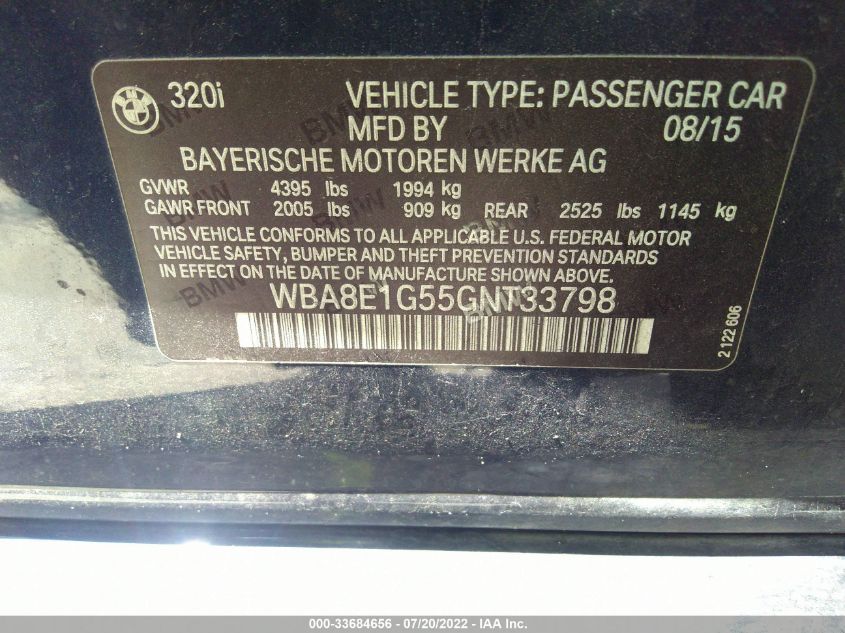 320i VEHICLE TYPE: PASSENGER CAR
MFD BY 08/15
BAYERISCHE MOTOREN WERKE AG
GVWR 4395 lbs 1994 kg
GAWR FRONT 2005 lbs 909 kg REAR 2525 lbs 1145 kg
THIS VEHICLE CONFORMS TO ALL APPLICABLE U.S. FEDERAL MOTOR
VEHICLE SAFETY, BUMPER AND THEFT PREVENTION STANDARDS
IN EFFECT ON THE DATE OF MANUFACTURE SHOWN ABOVE.
WBA8E1G55GNT33798
2 122 606
000-33684656 - 07/20/2022 - IAA Inc.